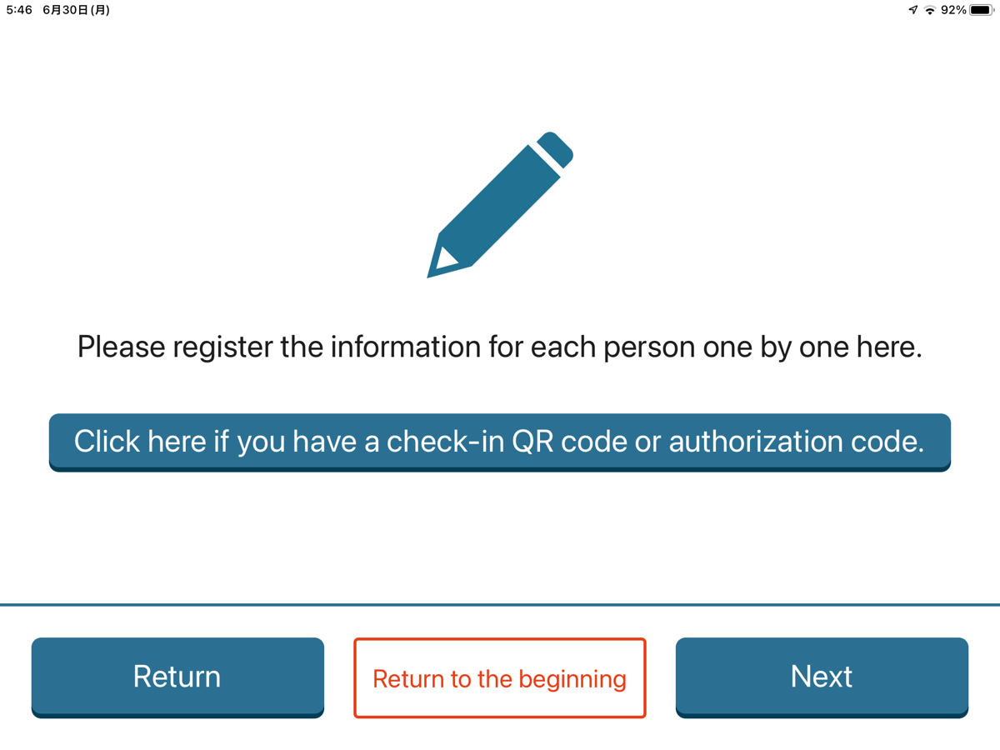 5:46 6月30日(月) 92%
Please register the information for each person one by one here.
Click here if you have a check-in QR code or authorization code.
Return
Return to the beginning
Next